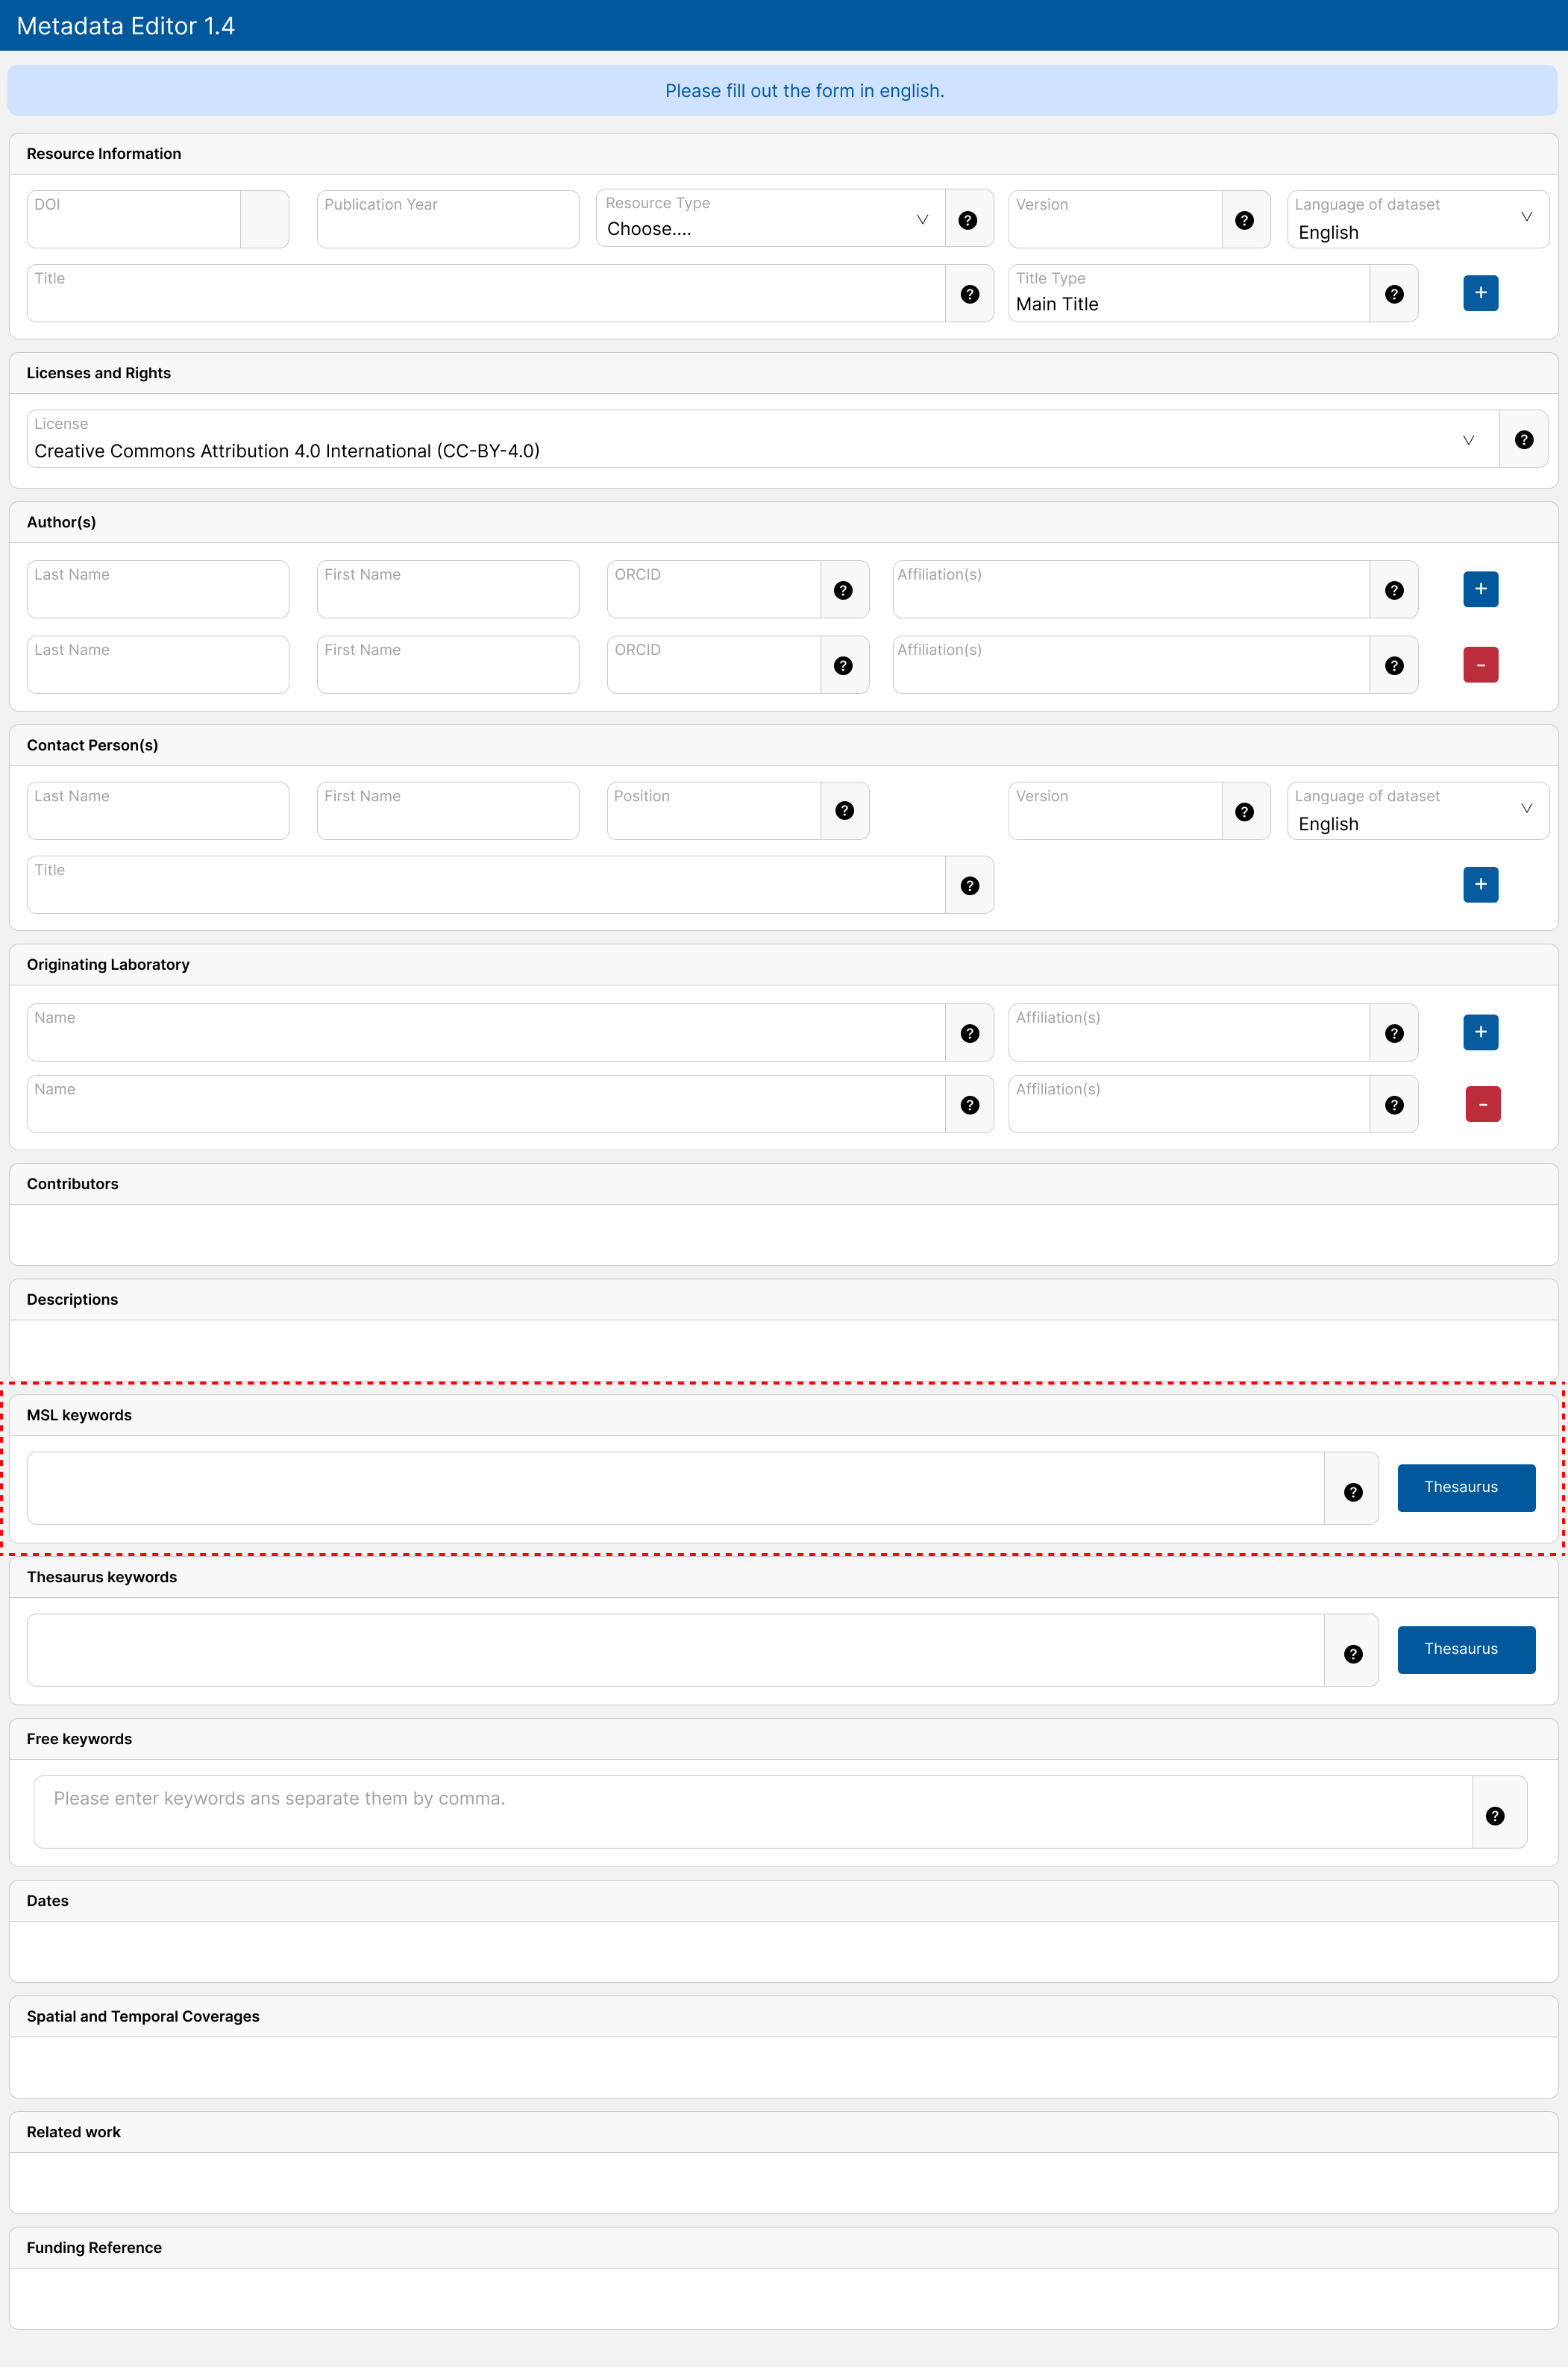 Metadata Editor 1.4
Please fill out the form in english.
Resource Information
DOI
Publication Year
Resource Type
Choose....
Version
Language of dataset
English
Title
Title Type
Main Title
+
Licenses and Rights
License
Creative Commons Attribution 4.0 International (CC-BY-4.0)
Author(s)
Last Name
First Name
ORCID
Affiliation(s)
+
Last Name
First Name
ORCID
Affiliation(s)
-
Contact Person(s)
Last Name
First Name
Position
Version
Language of dataset
English
Title
+
Originating Laboratory
Name
Affiliation(s)
+
Name
Affiliation(s)
-
Contributors
Descriptions
MSL keywords
Thesaurus
Thesaurus keywords
Thesaurus
Free keywords
Please enter keywords ans separate them by comma.
Dates
Spatial and Temporal Coverages
Related work
Funding Reference